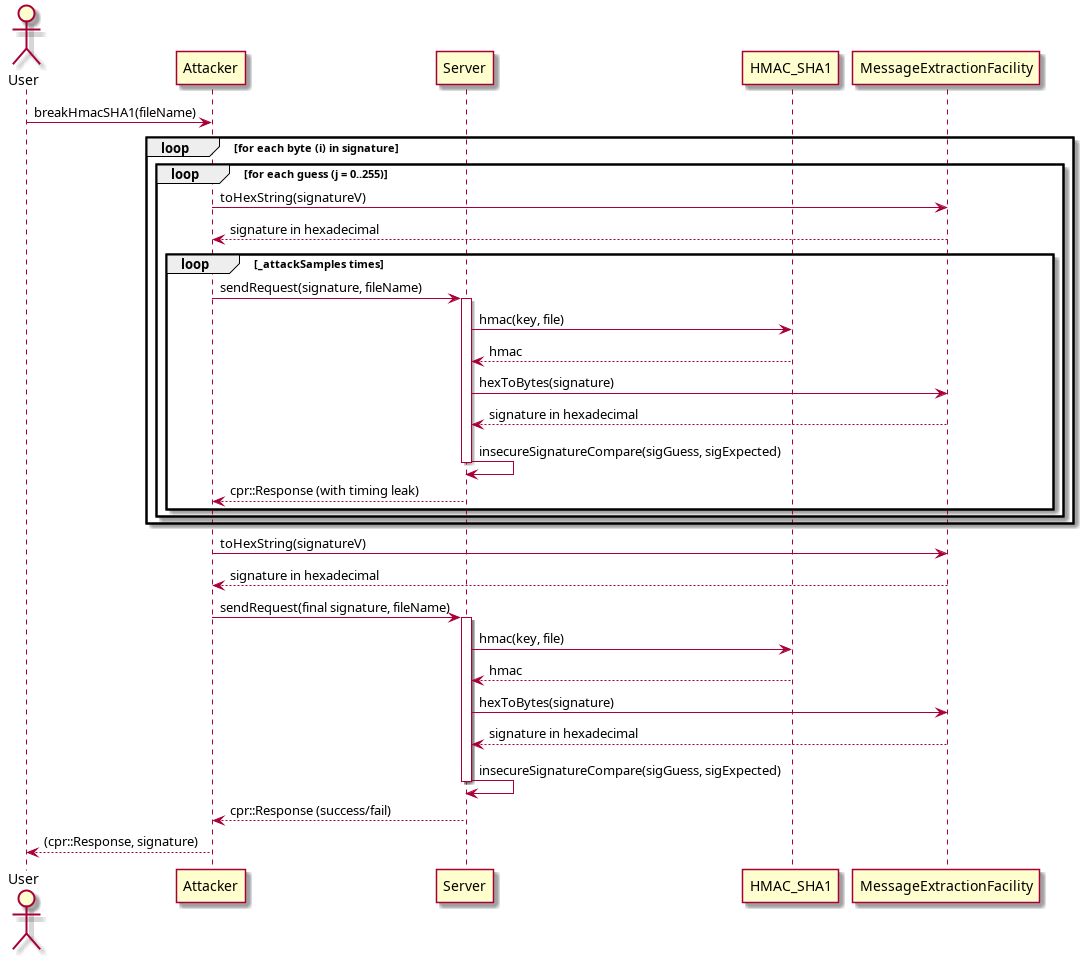 User
Attacker
Server
HMAC_SHA1
MessageExtractionFacility
breakHmacSHA1(fileName)
loop [for each byte (i) in signature]
loop [for each guess (j = 0..255)]
toHexString(signatureV)
signature in hexadecimal
loop [_attackSamples times]
sendRequest(signature, fileName)
hmac(key, file)
hmac
hexToBytes(signature)
signature in hexadecimal
insecureSignatureCompare(sigGuess, sigExpected)
cpr::Response (with timing leak)
toHexString(signatureV)
signature in hexadecimal
sendRequest(final signature, fileName)
hmac(key, file)
hmac
hexToBytes(signature)
signature in hexadecimal
insecureSignatureCompare(sigGuess, sigExpected)
cpr::Response (success/fail)
(cpr::Response, signature)
User
Attacker
Server
HMAC_SHA1
MessageExtractionFacility